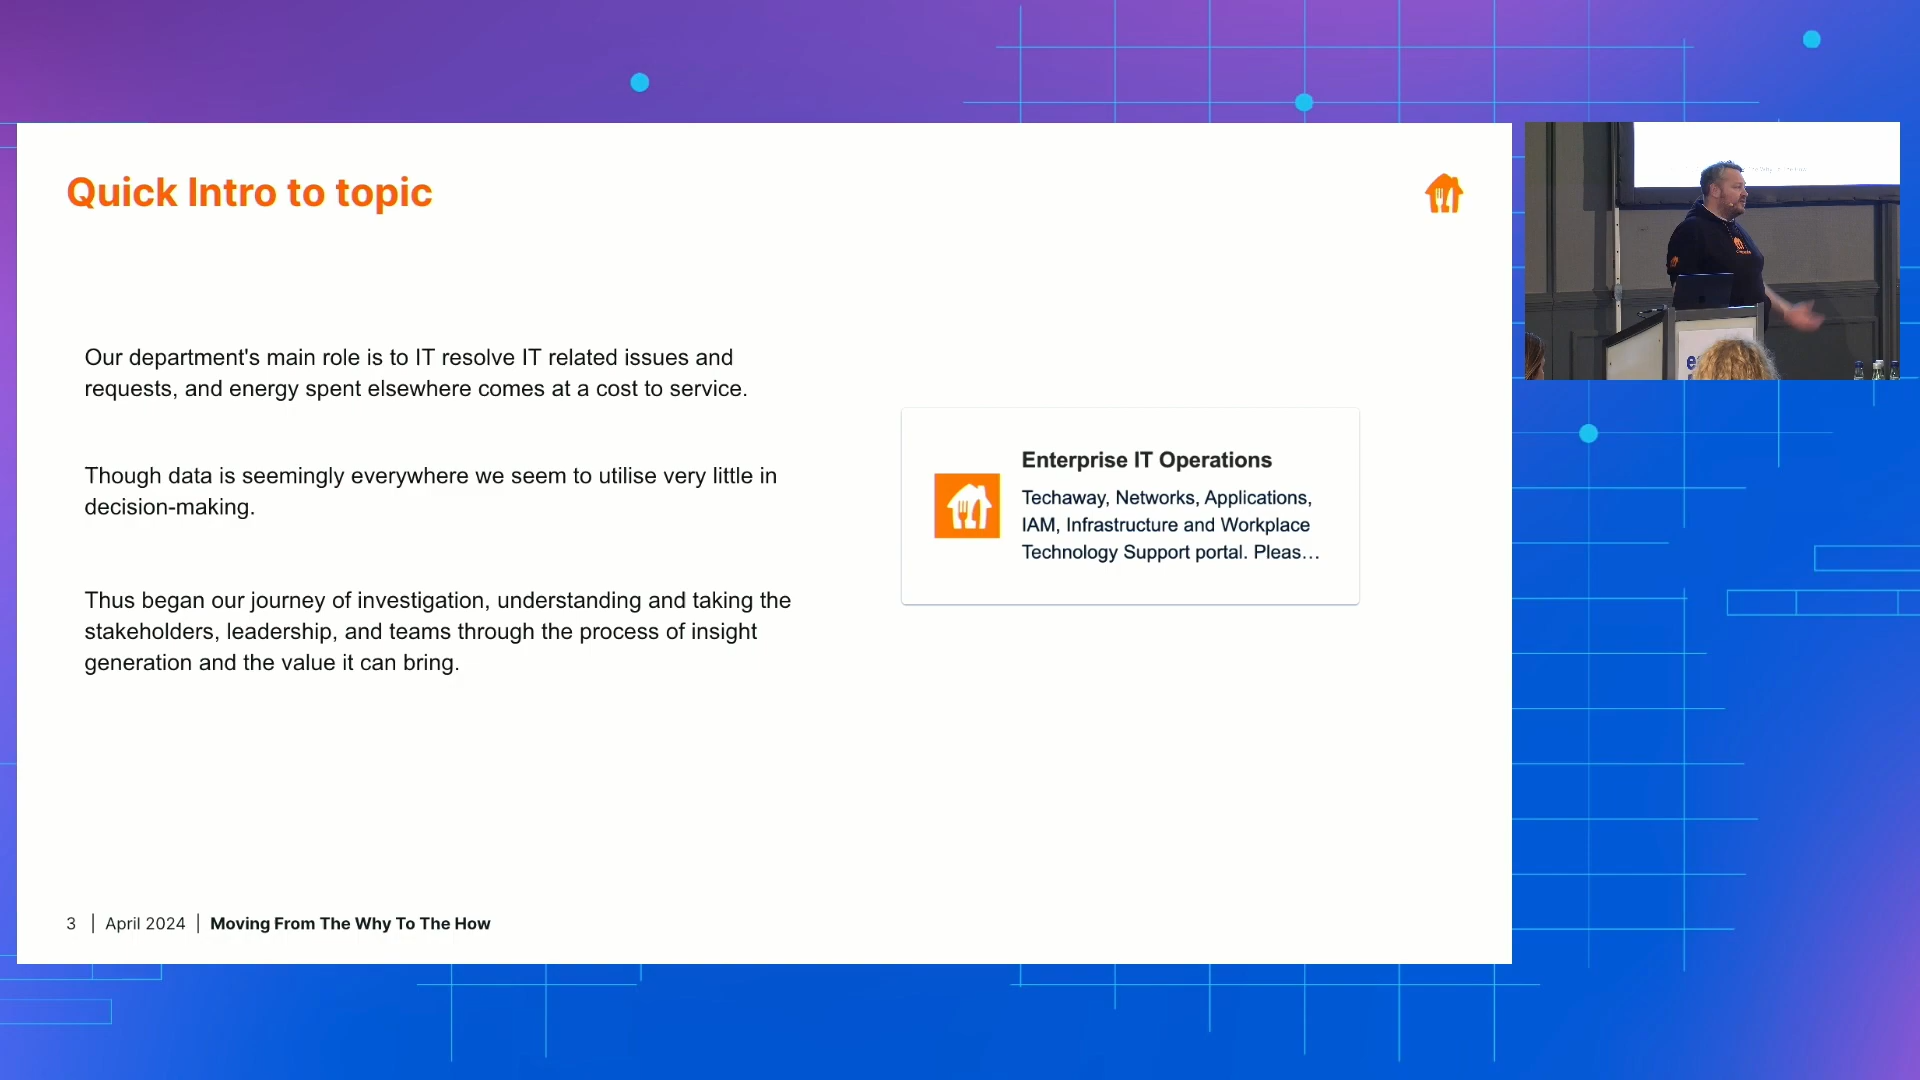 Quick Intro to topic
Our department's main role is to IT resolve IT related issues and
requests, and energy spent elsewhere comes at a cost to service.
Though data is seemingly everywhere we seem to utilise very little in
decision-making.
Thus began our journey of investigation, understanding and taking the
stakeholders, leadership, and teams through the process of insight
generation and the value it can bring.
Enterprise IT Operations
Techaway, Networks, Applications,
IAM, Infrastructure and Workplace
Technology Support portal. Pleas…
3 | April 2024 | Moving From The Why To The How